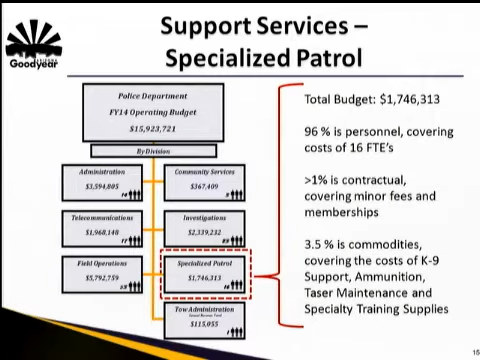 Support Services –
Specialized Patrol
Goodyear
Police Department
FY14 Operating Budget
$15,923,721
By Division
Administration
$3,594,805
Community Services
$367,409
Telecommunications
$1,968,148
17
Investigations
$2,339,232
Field Operations
$5,792,759
Specialized Patrol
$1,746,313
16
Tow Administration
$115,055
1
Total Budget: $1,746,313
96 % is personnel, covering
costs of 16 FTE's
>1% is contractual,
covering minor fees and
memberships
3.5 % is commodities,
covering the costs of K-9
Support, Ammunition,
Taser Maintenance and
Specialty Training Supplies
15